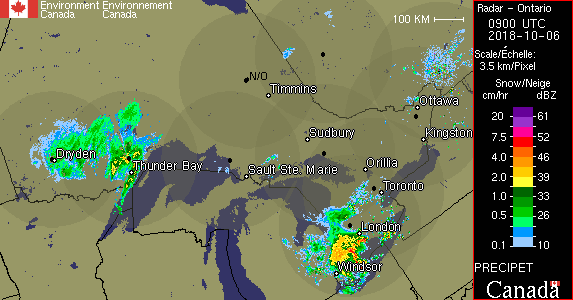 Environment Environnement
Canada Canada
100 KM
N/O
Timmins
Ottawa
Sudbury
Kingston
Dryden
Thunder Bay
Sault Ste. Marie
Orillia
Toronto
London
Windsor
Radar - Ontario
0900 UTC
2018-10-06
Scale/Échelle:
3.5 km/Pixel
Snow/Neige
cm/hr dBZ
20 61
7.5 52
4.0 46
2.0 39
1.0 33
0.5 26
0.1 10
PRECIPET
Canada